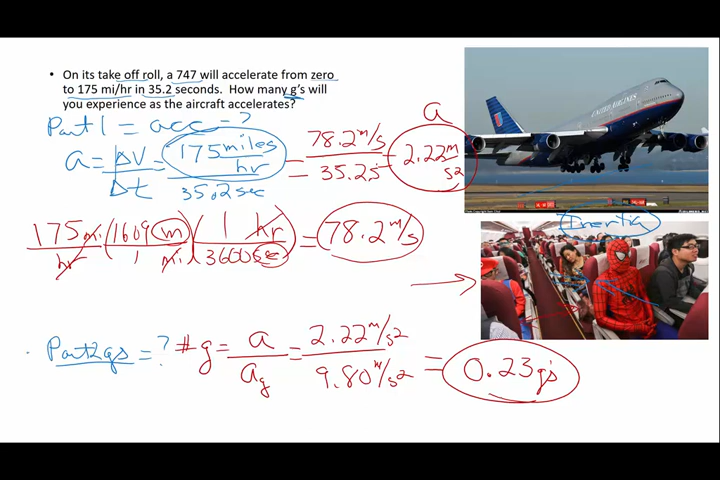 • On its take off roll, a 747 will accelerate from zero
to 175 mi/hr in 35.2 seconds. How many g's will
you experience as the aircraft accelerates?
Part 1 = acc = ?
a = ΔV/Δt = 175 miles/hr / 35.2 sec = 78.2 m/s / 35.2 s = 2.22 m/s2
a
175 mi/hr (1609 m / 1 mi)(1 hr / 3600 sec) = 78.2 m/s
UNITED AIRLINES
Inertia
Part 2 gs = ? # g = a/ag = 2.22 m/s2 / 9.80 m/s2 = 0.23 g's